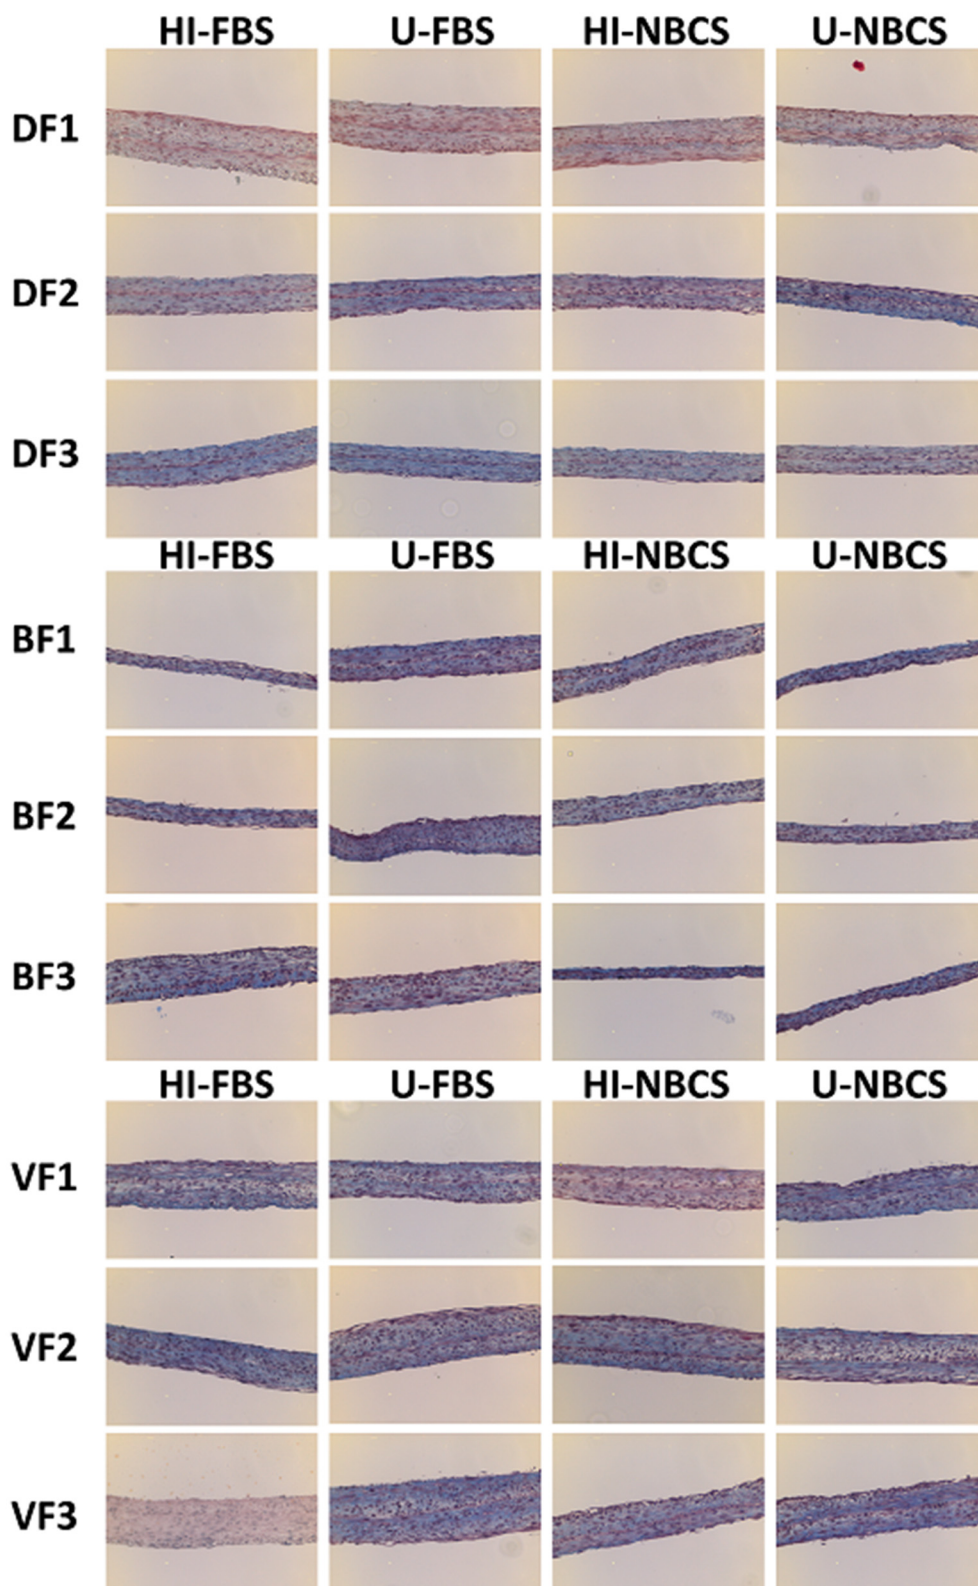 HI-FBS U-FBS HI-NBCS U-NBCS
DF1
DF2
DF3
HI-FBS U-FBS HI-NBCS U-NBCS
BF1
BF2
BF3
HI-FBS U-FBS HI-NBCS U-NBCS
VF1
VF2
VF3